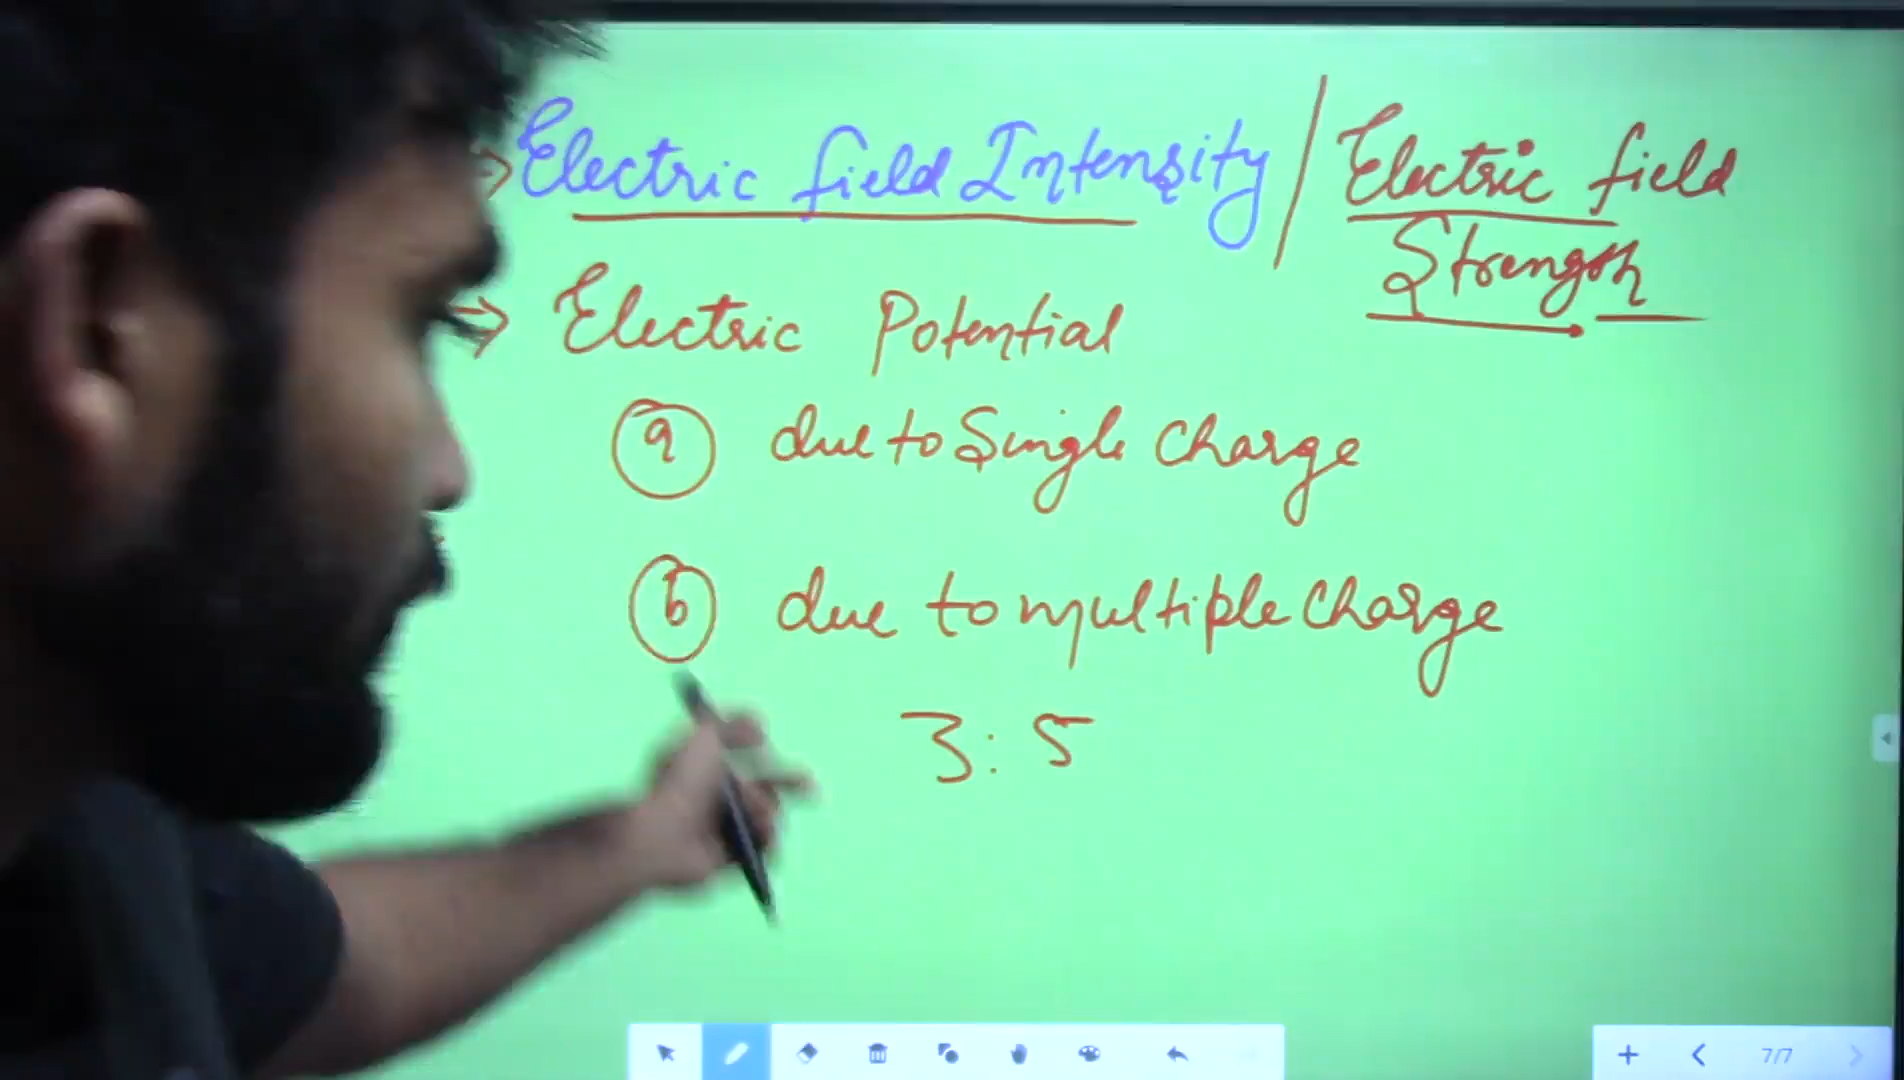 → Electric field Intensity / Electric field
Strength
→ Electric Potential
a due to Single Charge
b due to multiple Charge
3 : 5
7/7